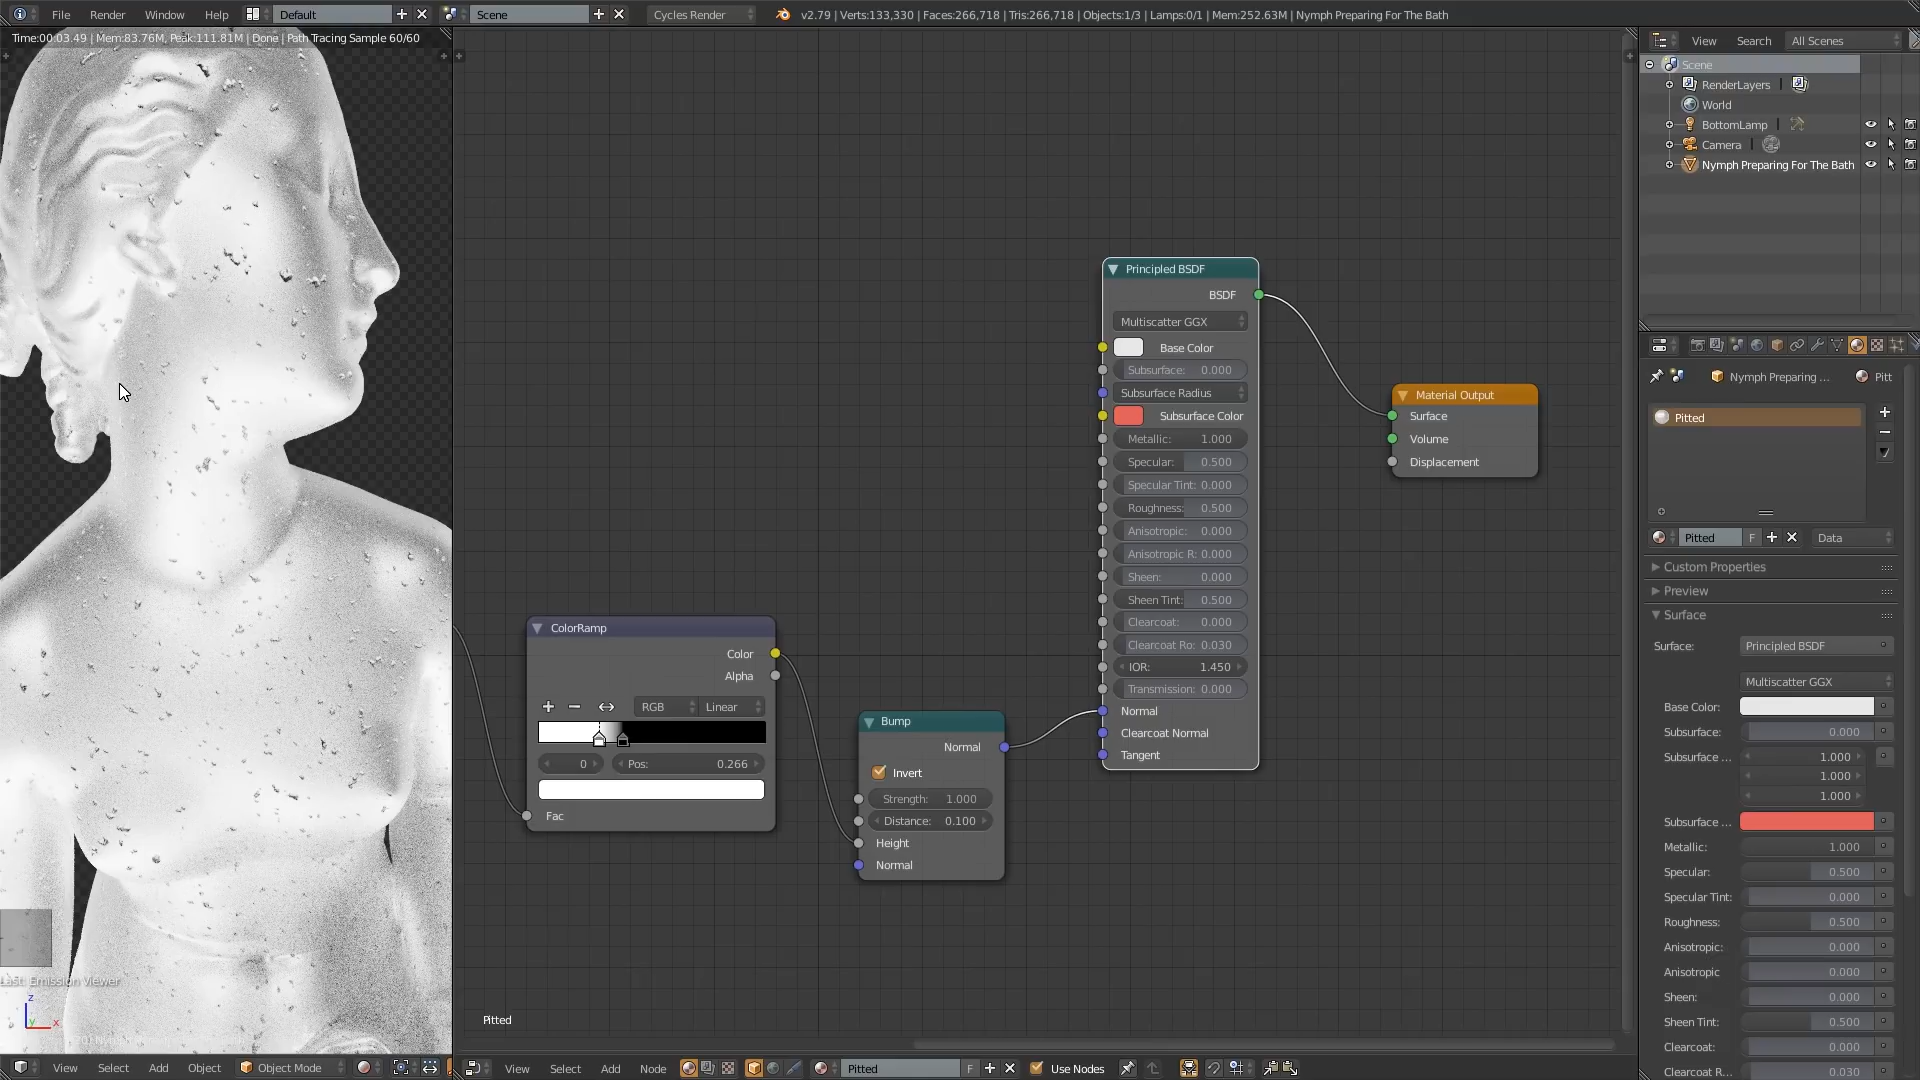 File Render Window Help Default Scene Cycles Render v2.79 | Verts:133,330 | Faces:266,718 | Tris:266,718 | Objects:1/3 | Lamps:0/1 | Mem:252.63M | Nymph Preparing For The Bath
Time:00:03.49 | Mem:83.76M, Peak:111.81M | Done | Path Tracing Sample 60/60
Last: Emission Viewer
z
y
x
View Select Add Object Object Mode
ColorRamp
Color
Alpha
RGB Linear
0 Pos: 0.266
Fac
Bump
Normal
Invert
Strength: 1.000
Distance: 0.100
Height
Normal
Principled BSDF
BSDF
Multiscatter GGX
Base Color
Subsurface: 0.000
Subsurface Radius
Subsurface Color
Metallic: 1.000
Specular: 0.500
Specular Tint: 0.000
Roughness: 0.500
Anisotropic: 0.000
Anisotropic R: 0.000
Sheen: 0.000
Sheen Tint: 0.500
Clearcoat: 0.000
Clearcoat Ro: 0.030
IOR: 1.450
Transmission: 0.000
Normal
Clearcoat Normal
Tangent
Material Output
Surface
Volume
Displacement
Pitted
View Select Add Node Pitted F Use Nodes
View Search All Scenes
Scene
RenderLayers
World
BottomLamp
Camera
Nymph Preparing For The Bath
Nymph Preparing ... Pitt
Pitted
Pitted F Data
Custom Properties
Preview
Surface
Surface: Principled BSDF
Multiscatter GGX
Base Color:
Subsurface: 0.000
Subsurface ... 1.000
1.000
1.000
Subsurface ...
Metallic: 1.000
Specular: 0.500
Specular Tint: 0.000
Roughness: 0.500
Anisotropic: 0.000
Anisotropic 0.000
Sheen: 0.000
Sheen Tint: 0.500
Clearcoat: 0.000
Clearcoat R... 0.030